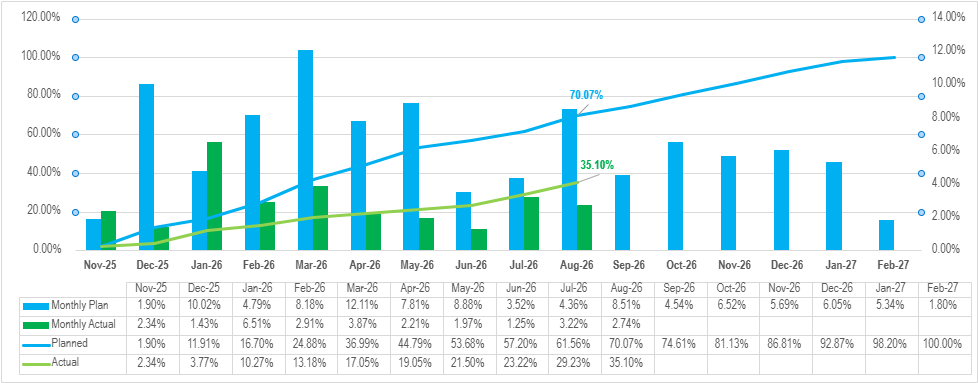 120.00% 14.00%
100.00% 12.00%
80.00% 10.00%
60.00% 8.00%
40.00% 6.00%
20.00% 4.00%
0.00% 2.00%
0.00%
70.07%
35.10%
Nov-25 Dec-25 Jan-26 Feb-26 Mar-26 Apr-26 May-26 Jun-26 Jul-26 Aug-26 Sep-26 Oct-26 Nov-26 Dec-26 Jan-27 Feb-27
Nov-25 Dec-25 Jan-26 Feb-26 Mar-26 Apr-26 May-26 Jun-26 Jul-26 Aug-26 Sep-26 Oct-26 Nov-26 Dec-26 Jan-27 Feb-27
Monthly Plan 1.90% 10.02% 4.79% 8.18% 12.11% 7.81% 8.88% 3.52% 4.36% 8.51% 4.54% 6.52% 5.69% 6.05% 5.34% 1.80%
Monthly Actual 2.34% 1.43% 6.51% 2.91% 3.87% 2.21% 1.97% 1.25% 3.22% 2.74%
Planned 1.90% 11.91% 16.70% 24.88% 36.99% 44.79% 53.68% 57.20% 61.56% 70.07% 74.61% 81.13% 86.81% 92.87% 98.20% 100.00%
Actual 2.34% 3.77% 10.27% 13.18% 17.05% 19.05% 21.50% 23.22% 29.23% 35.10%